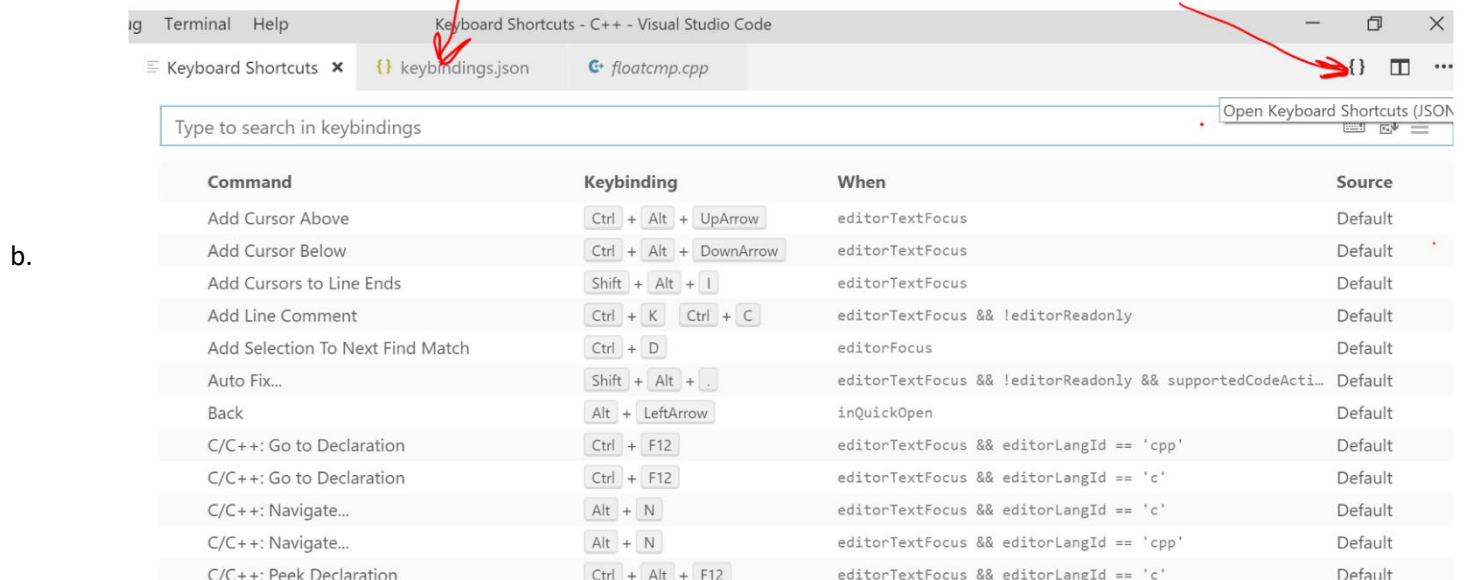 ug Terminal Help Keyboard Shortcuts - C++ - Visual Studio Code
Keyboard Shortcuts × {} keybindings.json C+ floatcmp.cpp {} ...
Open Keyboard Shortcuts (JSON
Type to search in keybindings
Command Keybinding When Source
Add Cursor Above Ctrl + Alt + UpArrow editorTextFocus Default
b.
Add Cursor Below Ctrl + Alt + DownArrow editorTextFocus Default
Add Cursors to Line Ends Shift + Alt + I editorTextFocus Default
Add Line Comment Ctrl + K Ctrl + C editorTextFocus && !editorReadonly Default
Add Selection To Next Find Match Ctrl + D editorFocus Default
Auto Fix... Shift + Alt + . editorTextFocus && !editorReadonly && supportedCodeActi... Default
Back Alt + LeftArrow inQuickOpen Default
C/C++: Go to Declaration Ctrl + F12 editorTextFocus && editorLangId == 'cpp' Default
C/C++: Go to Declaration Ctrl + F12 editorTextFocus && editorLangId == 'c' Default
C/C++: Navigate... Alt + N editorTextFocus && editorLangId == 'c' Default
C/C++: Navigate... Alt + N editorTextFocus && editorLangId == 'cpp' Default
C/C++: Peek Declaration Ctrl + Alt + F12 editorTextFocus && editorLangId == 'c' Default